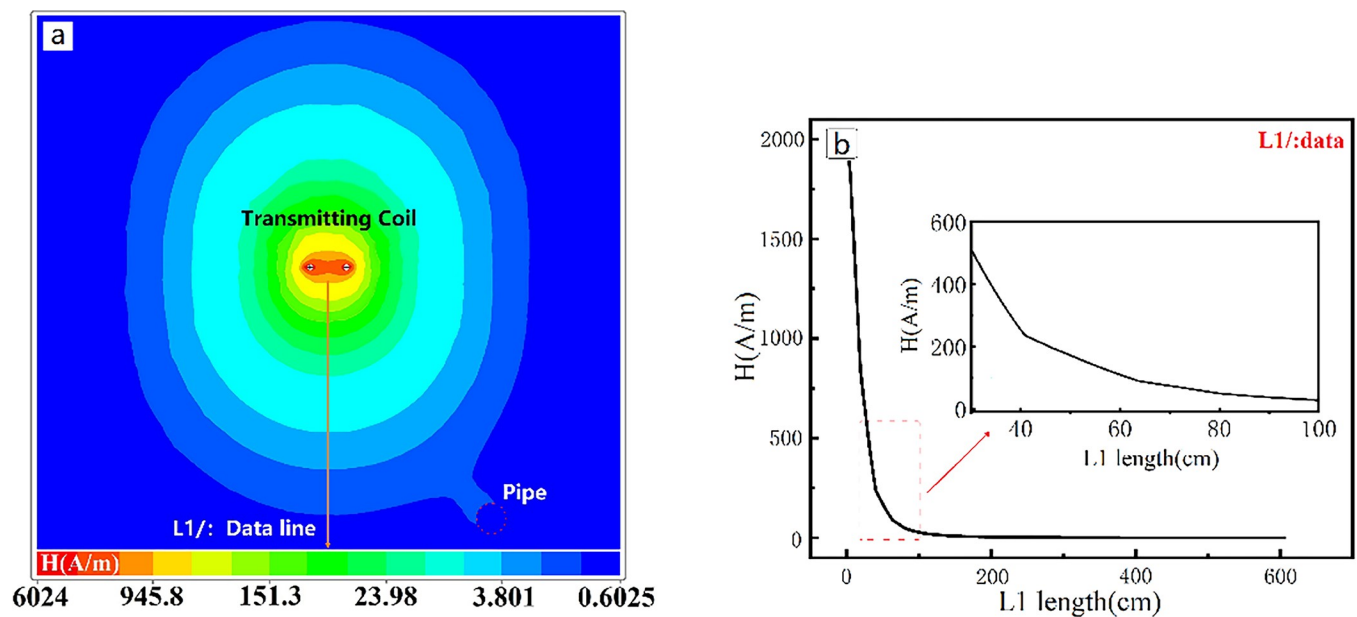 a
Transmitting Coil
Pipe
L1/: Data line
H(A/m)
6024 945.8 151.3 23.98 3.801 0.6025
b
L1/:data
2000
1500
1000
500
0
H(A/m)
0 200 400 600
L1 length(cm)
600
400
200
0
H(A/m)
40 60 80 100
L1 length(cm)